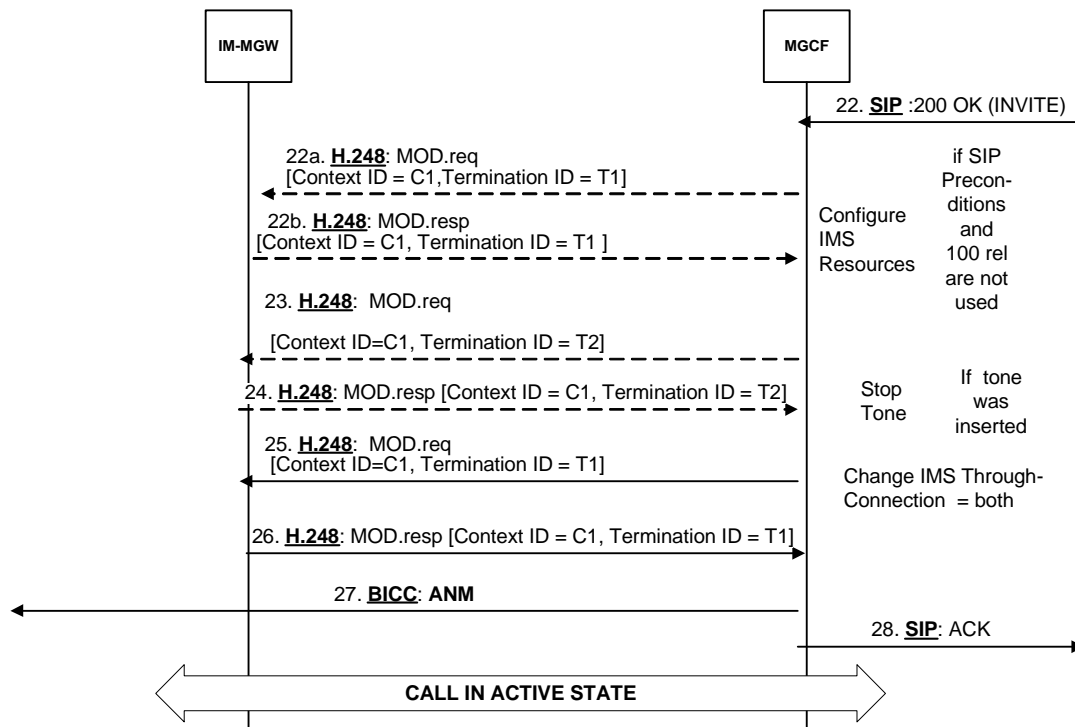 IM-MGW
MGCF
22. SIP :200 OK (INVITE)
22a. H.248: MOD.req
[Context ID = C1,Termination ID = T1]
22b. H.248: MOD.resp
[Context ID = C1, Termination ID = T1 ]
Configure
IMS
Resources
if SIP
Precon-
ditions
and
100 rel
are not
used
23. H.248: MOD.req
[Context ID=C1, Termination ID = T2]
24. H.248: MOD.resp [Context ID = C1, Termination ID = T2]
Stop
Tone
If tone
was
inserted
25. H.248: MOD.req
[Context ID=C1, Termination ID = T1]
Change IMS Through-
Connection = both
26. H.248: MOD.resp [Context ID = C1, Termination ID = T1]
27. BICC: ANM
28. SIP: ACK
CALL IN ACTIVE STATE